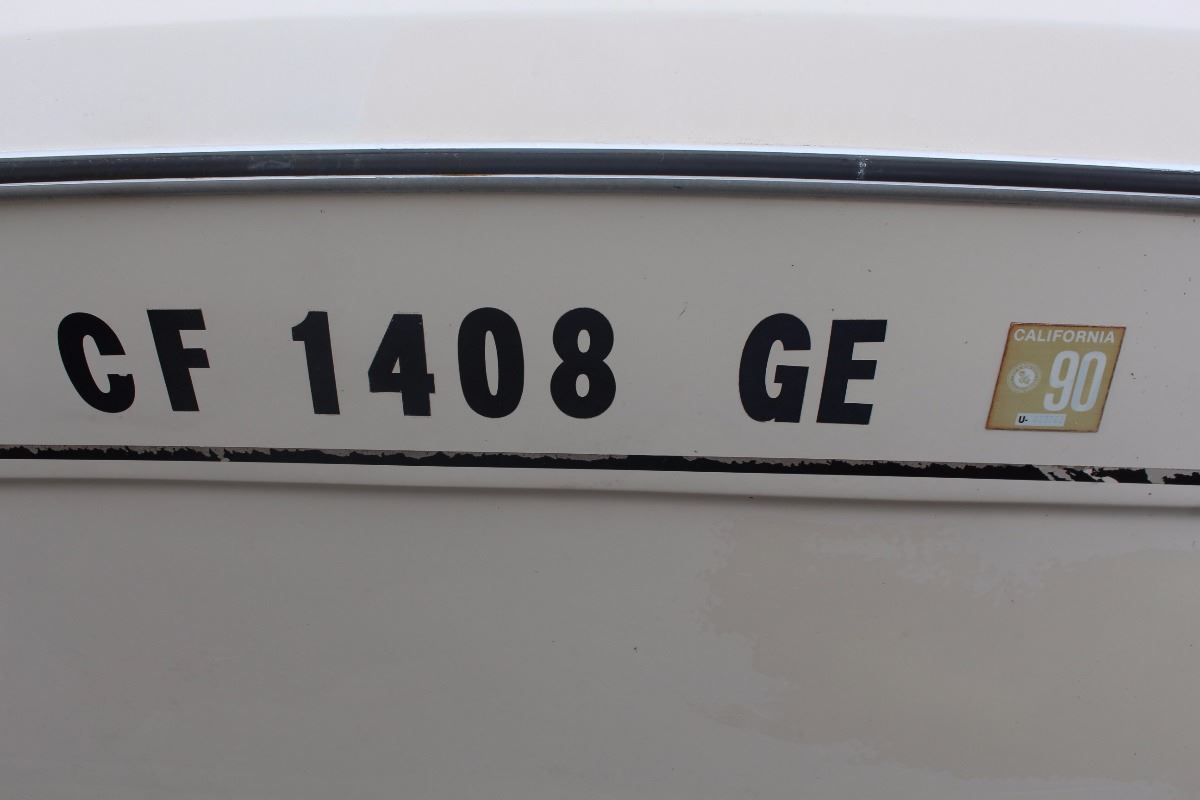 CF 1408 GE
CALIFORNIA
90
U-